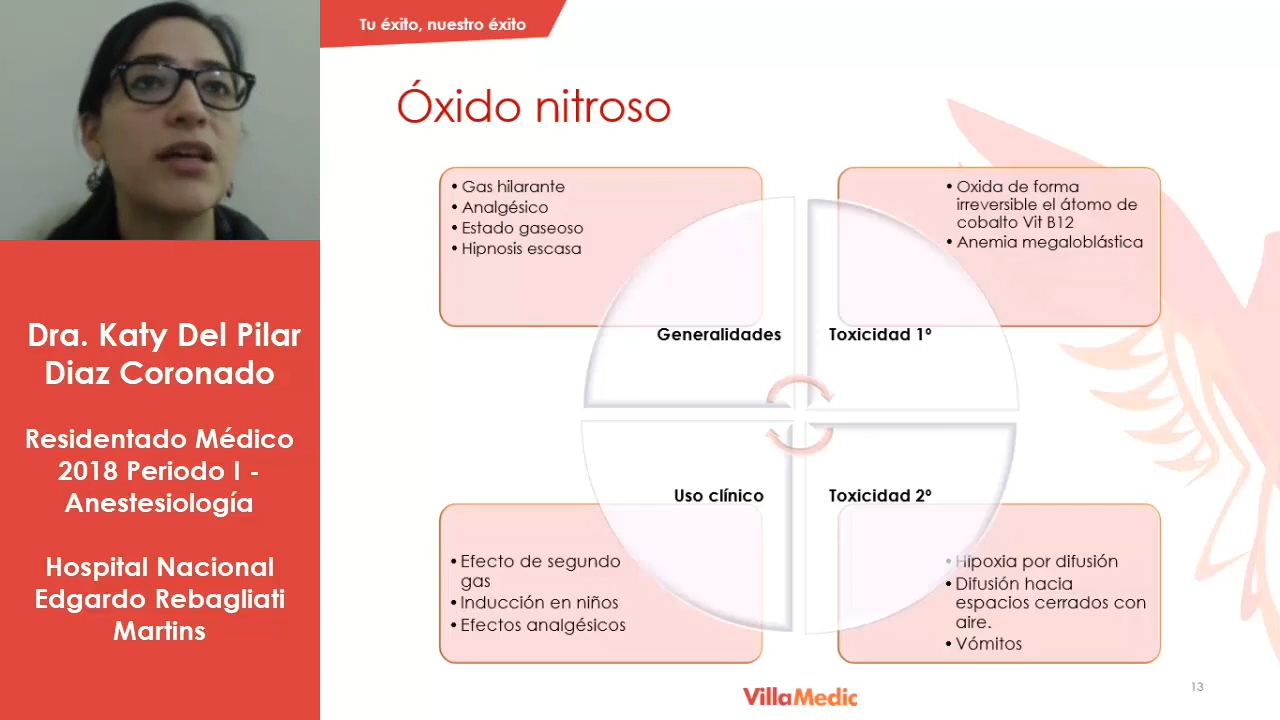 Tu éxito, nuestro éxito
Óxido nitroso
• Gas hilarante
• Analgésico
• Estado gaseoso
• Hipnosis escasa
• Oxida de forma
irreversible el átomo de
cobalto Vit B12
• Anemia megaloblástica
Generalidades
Toxicidad 1º
Uso clínico
Toxicidad 2º
• Efecto de segundo
gas
• Inducción en niños
• Efectos analgésicos
• Hipoxia por difusión
• Difusión hacia
espacios cerrados con
aire.
• Vómitos
Dra. Katy Del Pilar
Diaz Coronado
Residentado Médico
2018 Periodo I -
Anestesiología
Hospital Nacional
Edgardo Rebagliati
Martins
VillaMedic
13